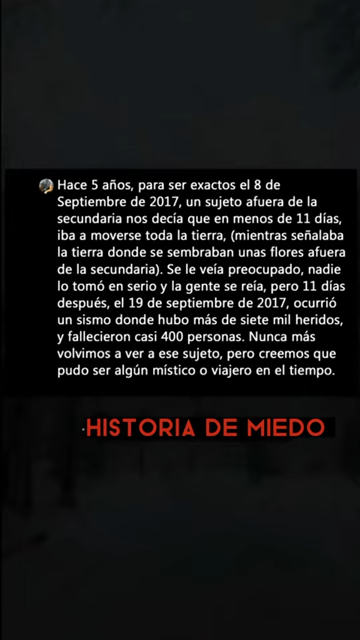 Hace 5 años, para ser exactos el 8 de
Septiembre de 2017, un sujeto afuera de la
secundaria nos decía que en menos de 11 días,
iba a moverse toda la tierra, (mientras señalaba
la tierra donde se sembraban unas flores afuera
de la secundaria). Se le veía preocupado, nadie
lo tomó en serio y la gente se reía, pero 11 días
después, el 19 de septiembre de 2017, ocurrió
un sismo donde hubo más de siete mil heridos,
y fallecieron casi 400 personas. Nunca más
volvimos a ver a ese sujeto, pero creemos que
pudo ser algún místico o viajero en el tiempo.
HISTORIA DE MIEDO